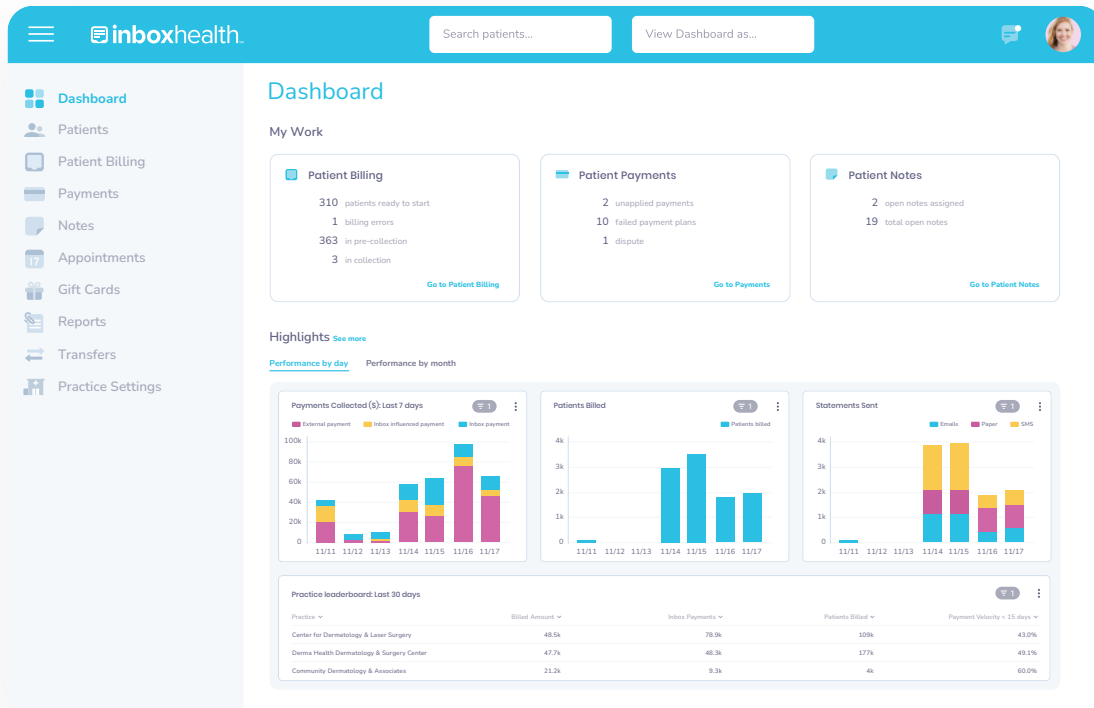 inboxhealth
Search patients...
View Dashboard as...
Dashboard
Patients
Patient Billing
Payments
Notes
17
Appointments
Gift Cards
Reports
Transfers
Practice Settings
Dashboard
My Work
Patient Billing
310 patients ready to start
1 billing errors
363 in pre-collection
3 in collection
Go to Patient Billing
Patient Payments
2 unapplied payments
10 failed payment plans
1 dispute
Go to Payments
Patient Notes
2 open notes assigned
19 total open notes
Go to Patient Notes
Highlights See more
Performance by day Performance by month
Payments Collected ($): Last 7 days 1
External payment Inbox influenced payment Inbox payment
100k
80k
60k
40k
20k
0
11/11 11/12 11/13 11/14 11/15 11/16 11/17
Patients Billed 1
Patients billed
4k
3k
2k
1k
0
11/11 11/12 11/13 11/14 11/15 11/16 11/17
Statements Sent 1
Emails Paper SMS
4k
3k
2k
1k
0
11/11 11/12 11/13 11/14 11/15 11/16 11/17
Practice leaderboard: Last 30 days 1
Practice Billed Amount Inbox Payments Patients Billed Payment Velocity < 15 days
Center for Dermatology & Laser Surgery 48.5k 78.9k 109k 43.0%
Derma Health Dermatology & Surgery Center 47.7k 48.3k 177k 49.1%
Community Dermatology & Associates 21.2k 9.3k 4k 60.0%